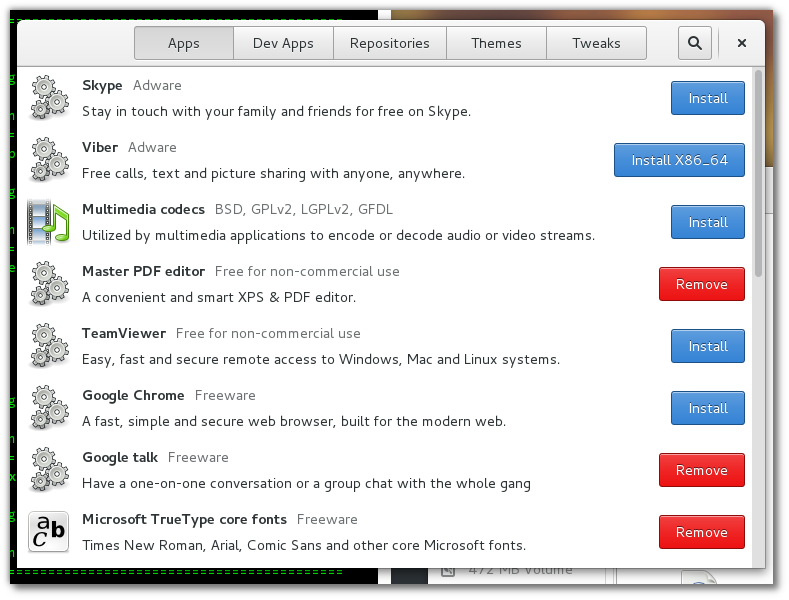 Apps Dev Apps Repositories Themes Tweaks
Skype Adware
Stay in touch with your family and friends for free on Skype.
Install
Viber Adware
Free calls, text and picture sharing with anyone, anywhere.
Install X86_64
Multimedia codecs BSD, GPLv2, LGPLv2, GFDL
Utilized by multimedia applications to encode or decode audio or video streams.
Install
Master PDF editor Free for non-commercial use
A convenient and smart XPS & PDF editor.
Remove
TeamViewer Free for non-commercial use
Easy, fast and secure remote access to Windows, Mac and Linux systems.
Install
Google Chrome Freeware
A fast, simple and secure web browser, built for the modern web.
Install
Google talk Freeware
Have a one-on-one conversation or a group chat with the whole gang
Remove
abc
Microsoft TrueType core fonts Freeware
Times New Roman, Arial, Comic Sans and other core Microsoft fonts.
Remove
472 MB Volume